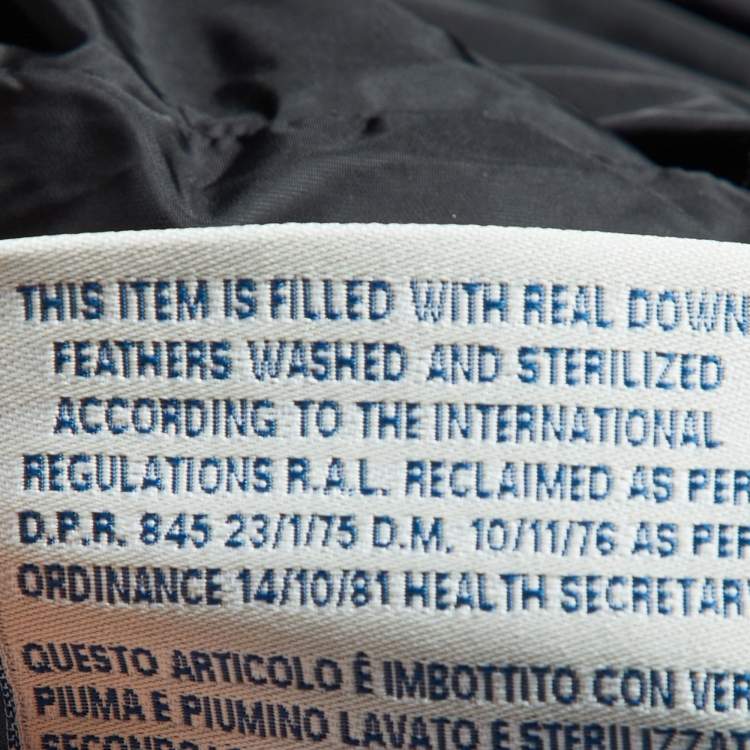 THIS ITEM IS FILLED WITH REAL DOWN
FEATHERS WASHED AND STERILIZED
ACCORDING TO THE INTERNATIONAL
REGULATIONS R.A.L. RECLAIMED AS PER
D.P.R. 845 23/1/75 D.M. 10/11/76 AS PER
ORDINANCE 14/10/81 HEALTH SECRETARY
QUESTO ARTICOLO È IMBOTTITO CON VER
PIUMA E PIUMINO LAVATO E STERILIZZAT